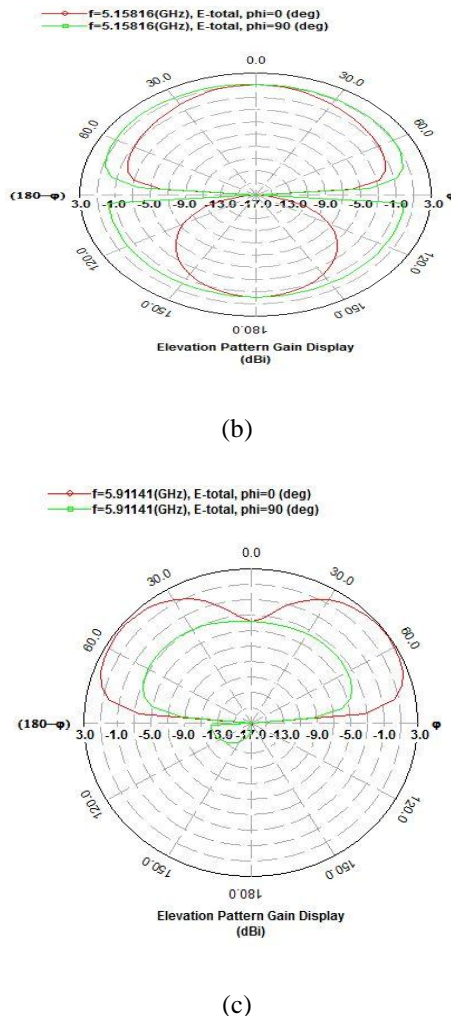 f=5.15816(GHz), E-total, phi=0 (deg)
f=5.15816(GHz), E-total, phi=90 (deg)
0.0
30.0 30.0
60.0 60.0
(180-φ) φ
3.0 -1.0 -5.0 -9.0 -13.0 -17.0 -13.0 -9.0 -5.0 -1.0 3.0
120.0 120.0
150.0 150.0
180.0
Elevation Pattern Gain Display
(dBi)
(b)
f=5.91141(GHz), E-total, phi=0 (deg)
f=5.91141(GHz), E-total, phi=90 (deg)
0.0
30.0 30.0
60.0 60.0
(180-φ) φ
3.0 -1.0 -5.0 -9.0 -13.0 -17.0 -13.0 -9.0 -5.0 -1.0 3.0
120.0 120.0
150.0 150.0
180.0
Elevation Pattern Gain Display
(dBi)
(c)